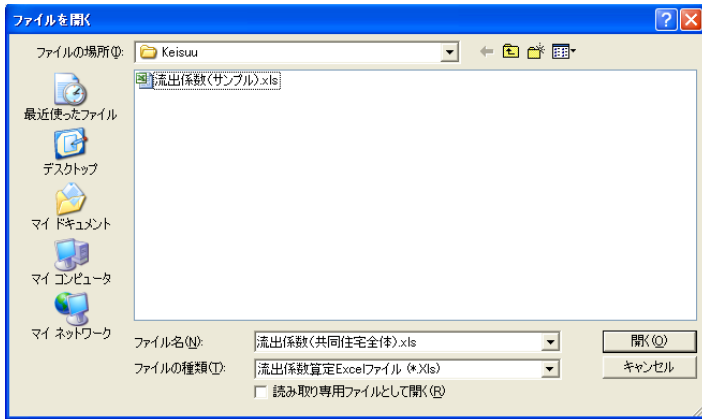 ファイルを開く
ファイルの場所(I):
Keisuu
流出係数(サンプル).xls
最近使ったファイル
デスクトップ
マイ ドキュメント
マイ コンピュータ
マイ ネットワーク
ファイル名(N):
流出係数(共同住宅全体).xls
開く(O)
ファイルの種類(T):
流出係数算定Excelファイル (*.Xls)
キャンセル
読み取り専用ファイルとして開く(R)